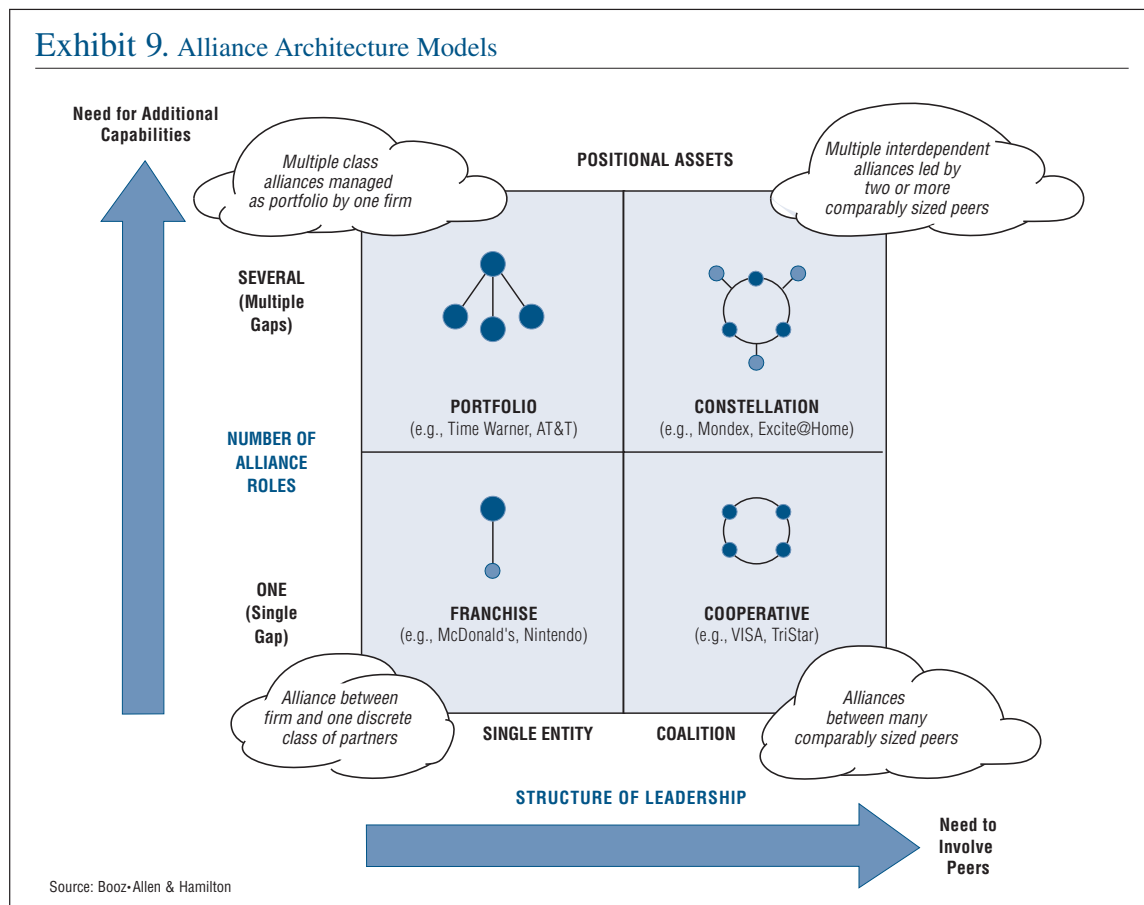 Exhibit 9. Alliance Architecture Models
Need for Additional
Capabilities
Multiple class
alliances managed
as portfolio by one firm
POSITIONAL ASSETS
Multiple interdependent
alliances led by
two or more
comparably sized peers
SEVERAL
(Multiple
Gaps)
PORTFOLIO
(e.g., Time Warner, AT&T)
CONSTELLATION
(e.g., Mondex, Excite@Home)
NUMBER OF
ALLIANCE
ROLES
ONE
(Single
Gap)
FRANCHISE
(e.g., McDonald's, Nintendo)
COOPERATIVE
(e.g., VISA, TriStar)
Alliance between
firm and one discrete
class of partners
SINGLE ENTITY
COALITION
Alliances
between many
comparably sized peers
STRUCTURE OF LEADERSHIP
Need to
Involve
Peers
Source: Booz•Allen & Hamilton